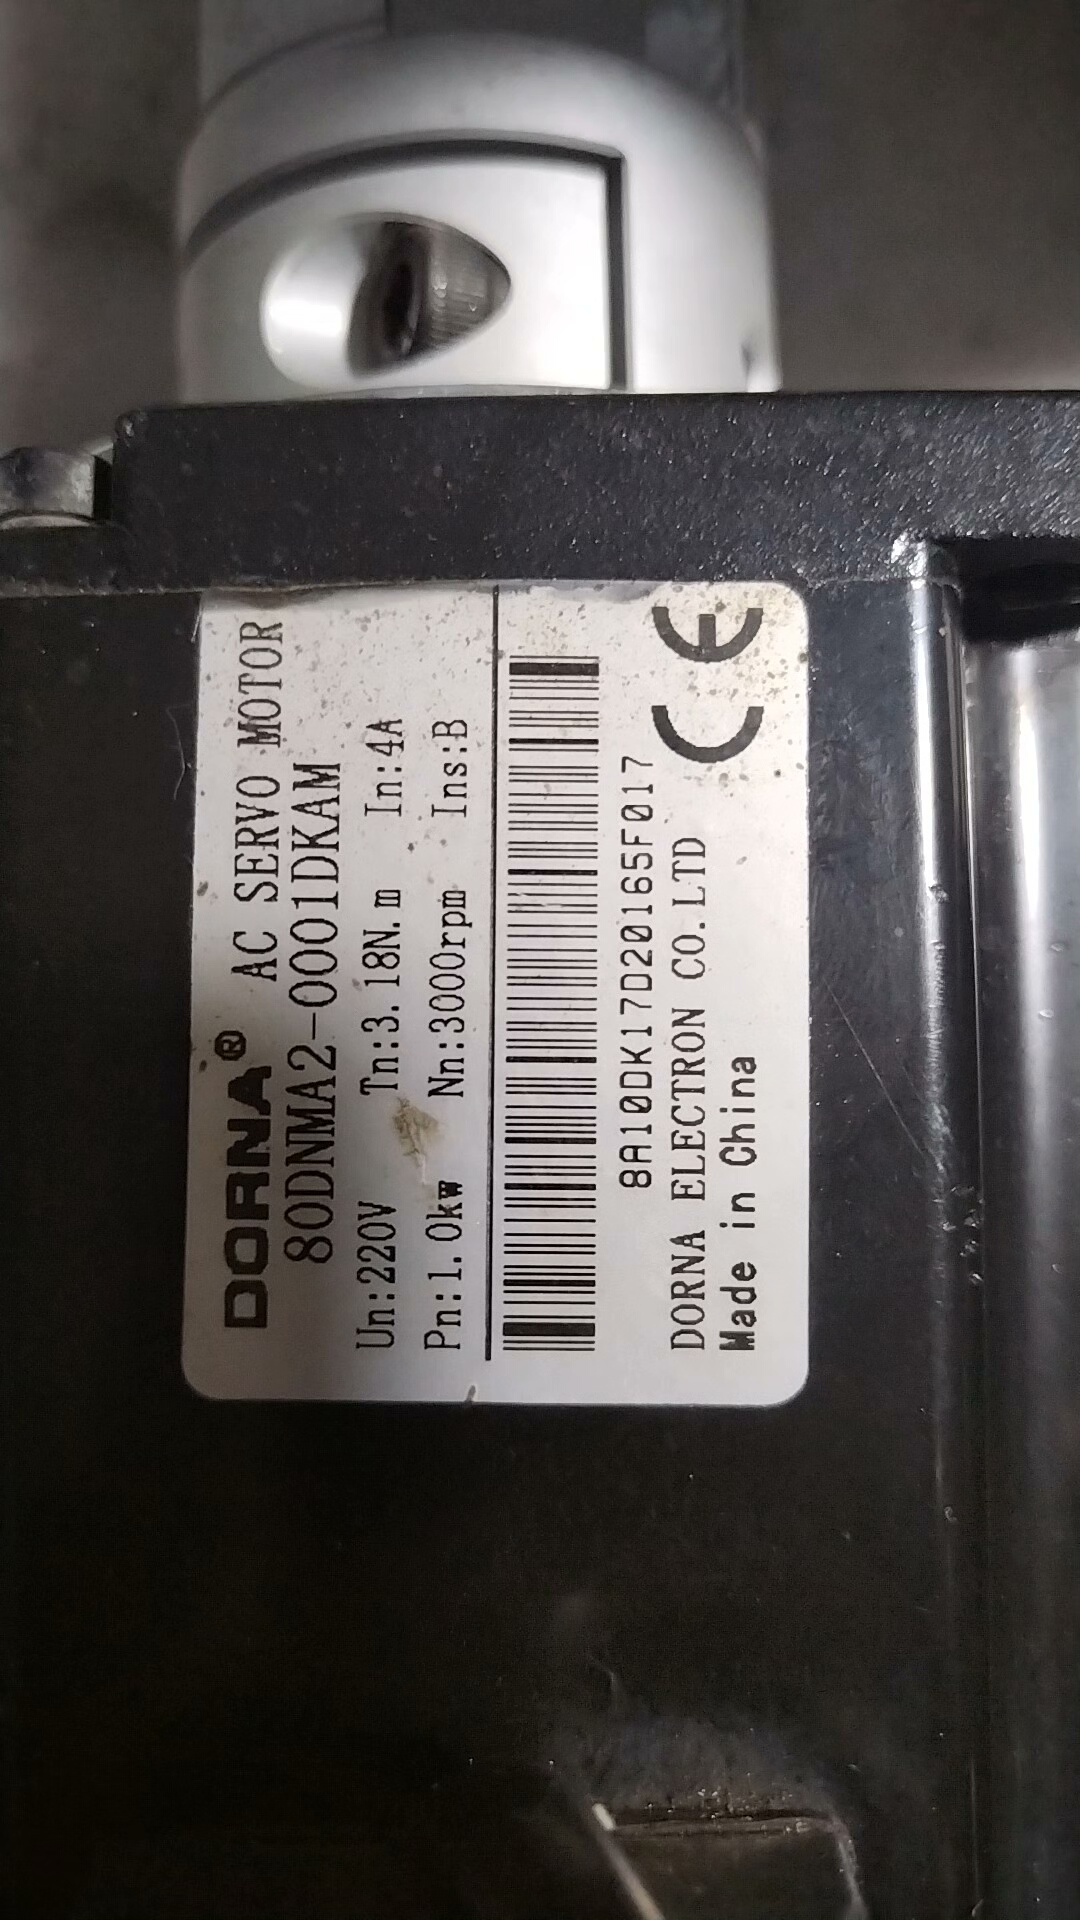 DORNA® AC SERVO MOTOR
80DNMA2-0001DKAM
Un:220V Tn:3.18N.m In:4A
Pn:1.0kw Nn:3000rpm Ins:B
8A10DK17D20165F017
DORNA ELECTRON CO.LTD
Made in China
CE